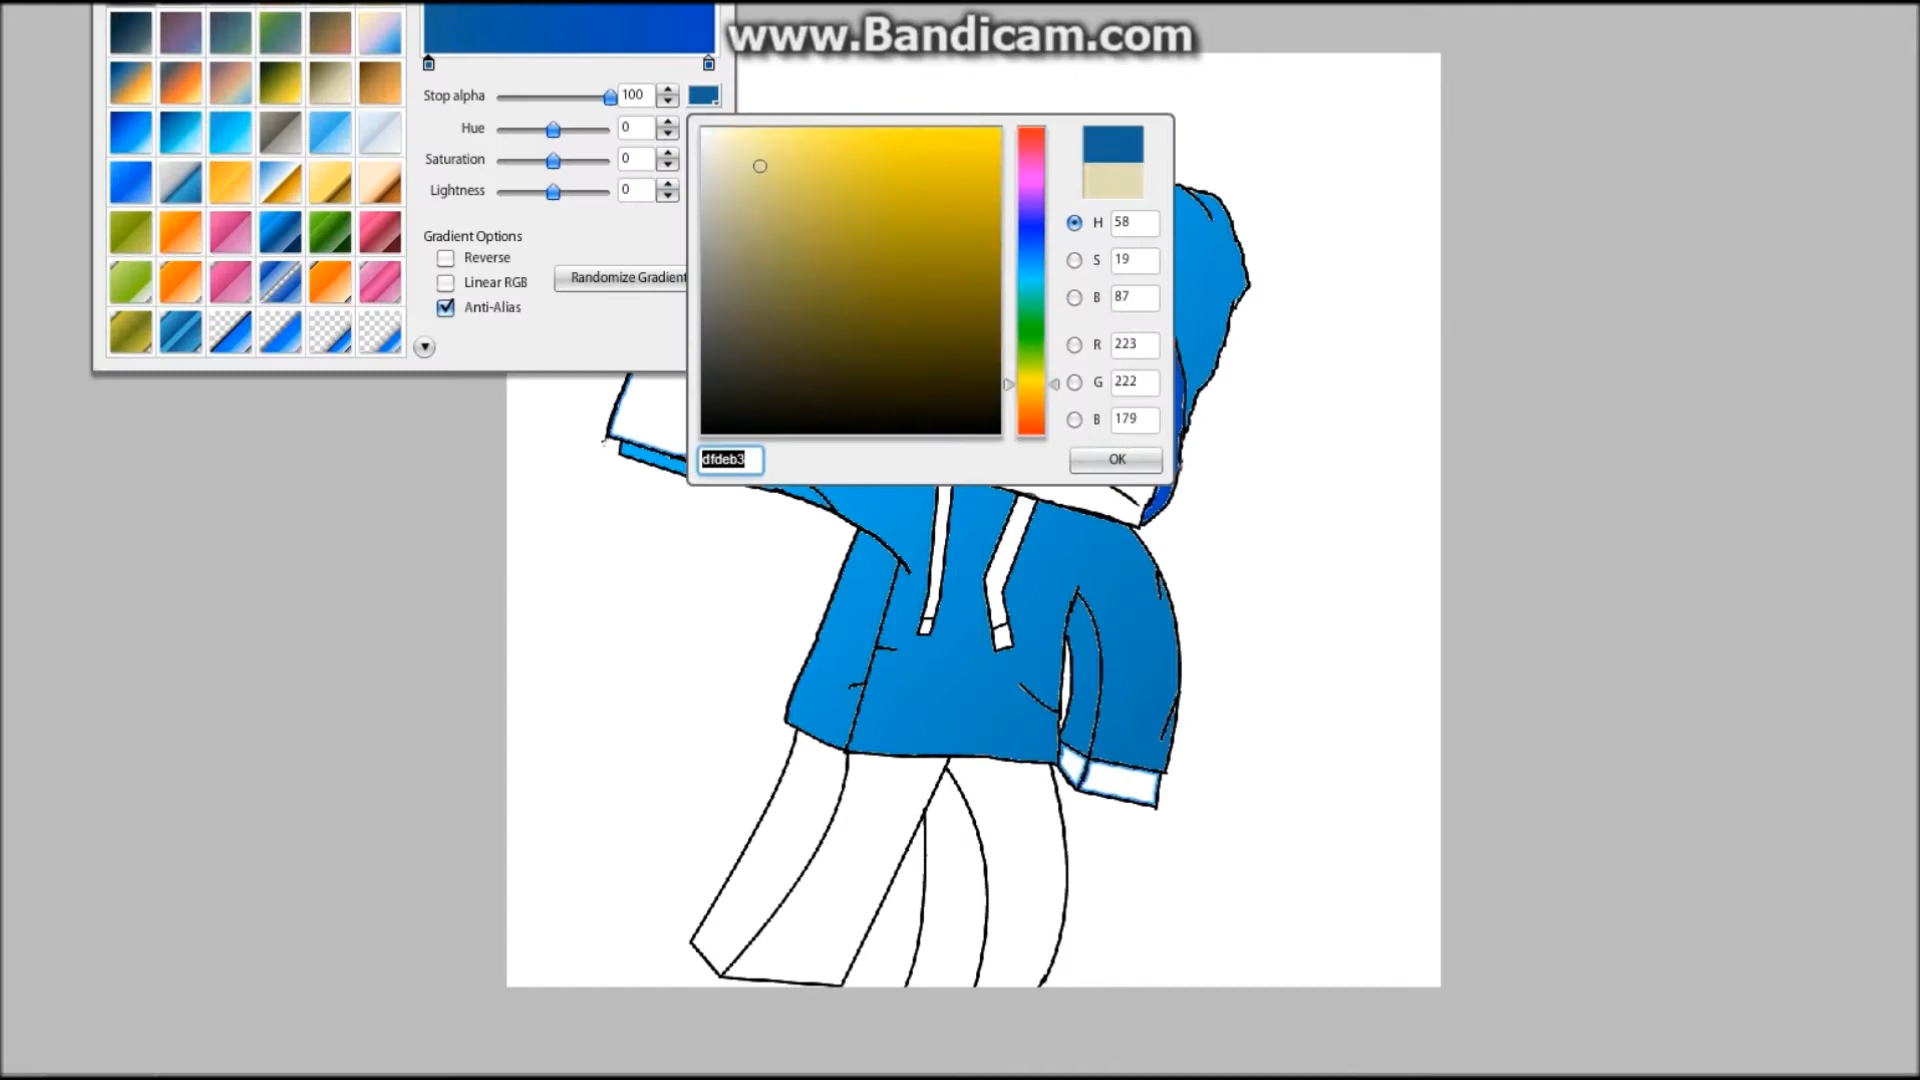 www.Bandicam.com
Stop alpha 100
Hue 0
Saturation 0
Lightness 0
Gradient Options
Reverse
Linear RGB
Anti-Alias
Randomize Gradient
H 58
S 19
B 87
R 223
G 222
B 179
dfdeb3
OK